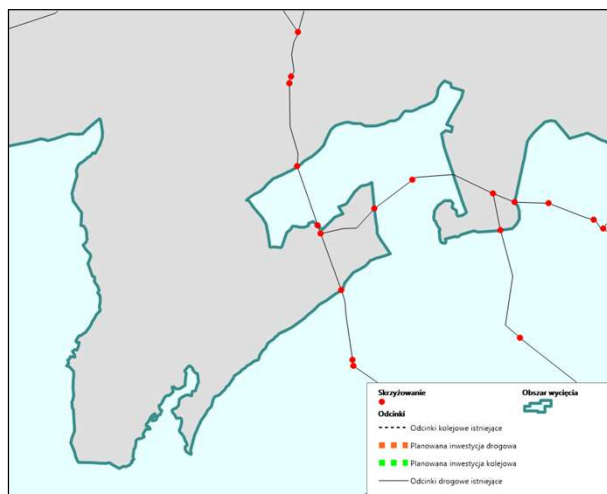 Skrzyżowanie
Obszar wycięcia
Odcinki
Odcinki kolejowe istniejące
Planowana inwestycja drogowa
Planowana inwestycja kolejowa
Odcinki drogowe istniejące